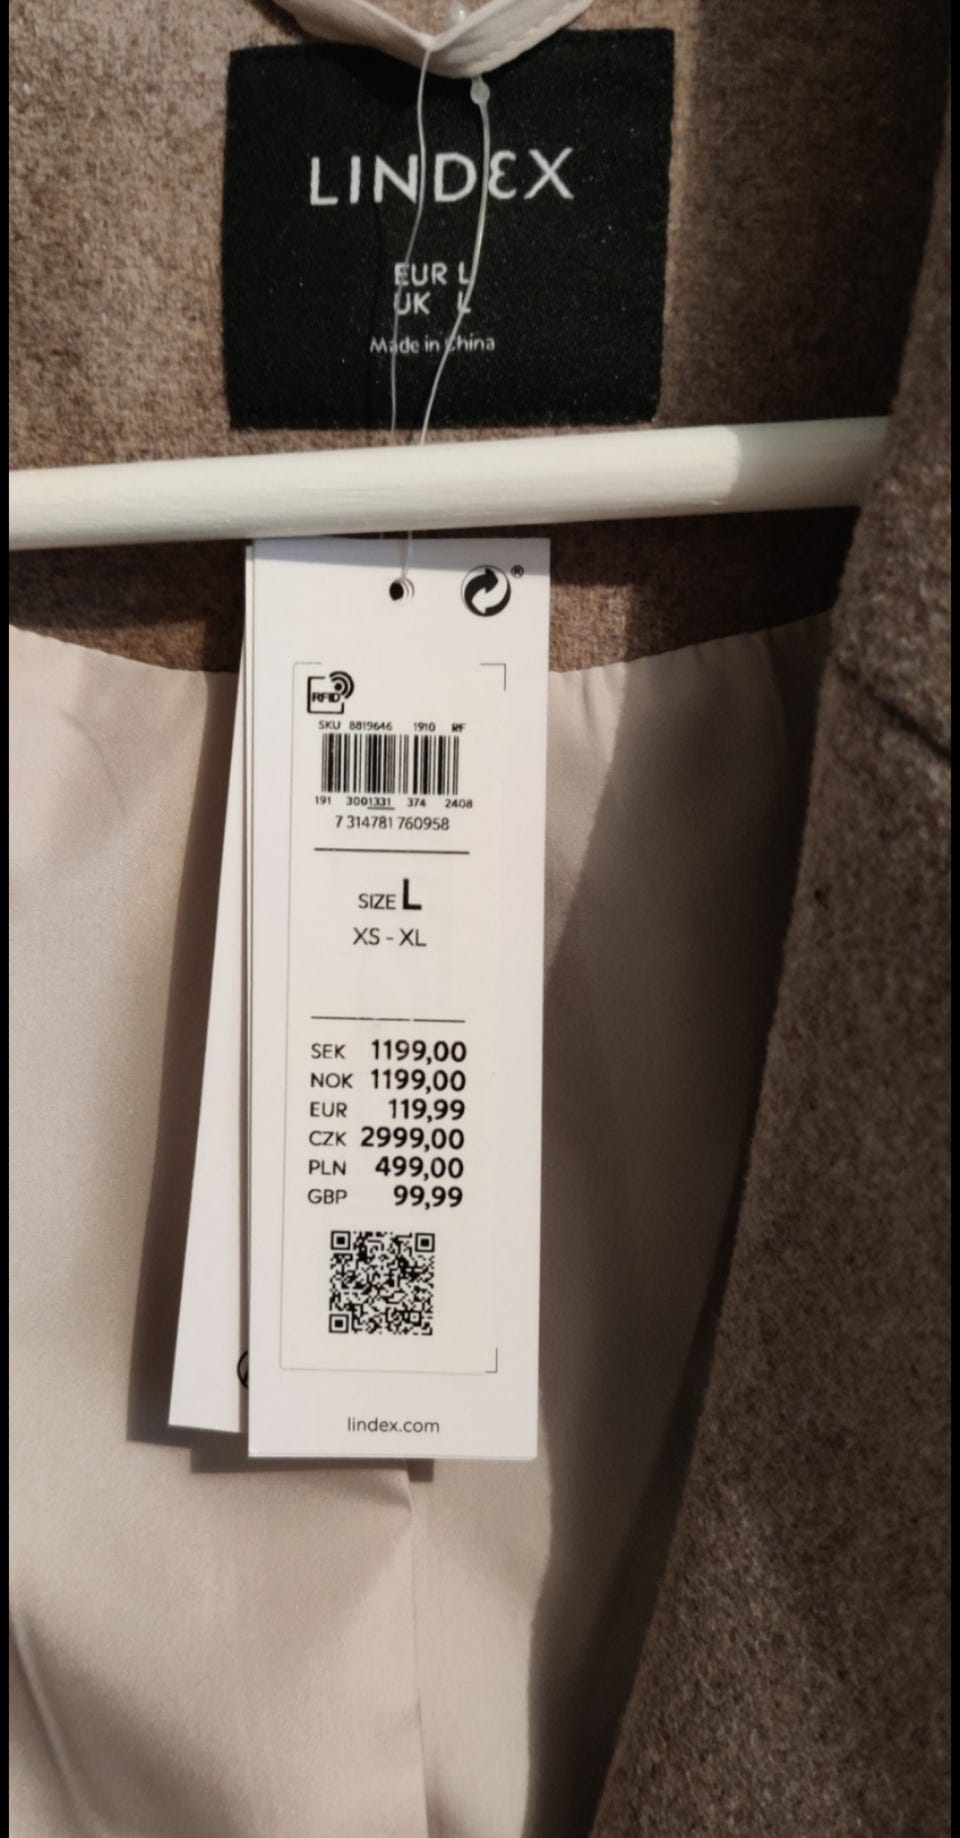 LINDEX
EUR L
UK L
Made in China
®
RFID
SKU 8819646 1910 RF
191 3001331 374 2408
7 314781 760958
SIZE L
XS - XL
SEK 1199,00
NOK 1199,00
EUR 119,99
CZK 2999,00
PLN 499,00
GBP 99,99
lindex.com